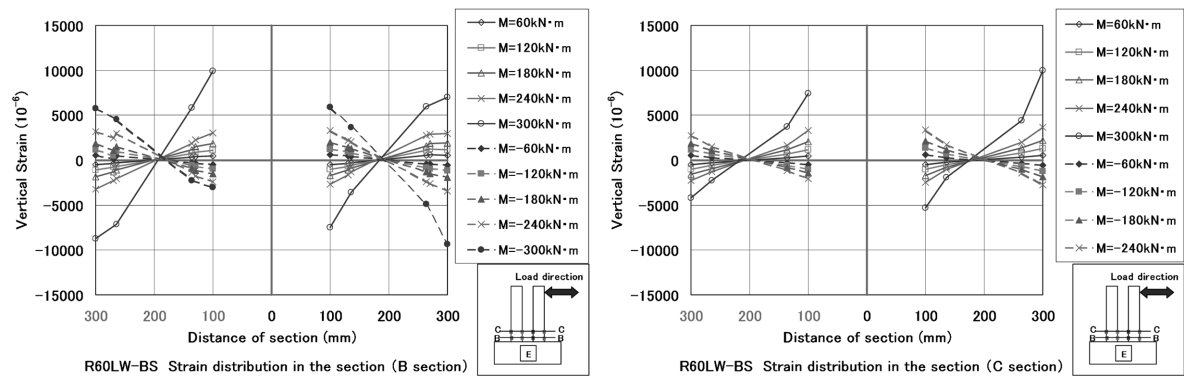 15000
10000
5000
0
-5000
-10000
-15000
Vertical Strain (10⁻⁶)
300 200 100 0 100 200 300
Distance of section (mm)
M=60kN·m
M=120kN·m
M=180kN·m
M=240kN·m
M=300kN·m
M=-60kN·m
M=-120kN·m
M=-180kN·m
M=-240kN·m
M=-300kN·m
Load direction
C C
B B
E
R60LW-BS Strain distribution in the section (B section)
15000
10000
5000
0
-5000
-10000
-15000
Vertical Strain (10⁻⁶)
300 200 100 0 100 200 300
Distance of section (mm)
M=60kN·m
M=120kN·m
M=180kN·m
M=240kN·m
M=300kN·m
M=-60kN·m
M=-120kN·m
M=-180kN·m
M=-240kN·m
Load direction
C C
B B
E
R60LW-BS Strain distribution in the section (C section)